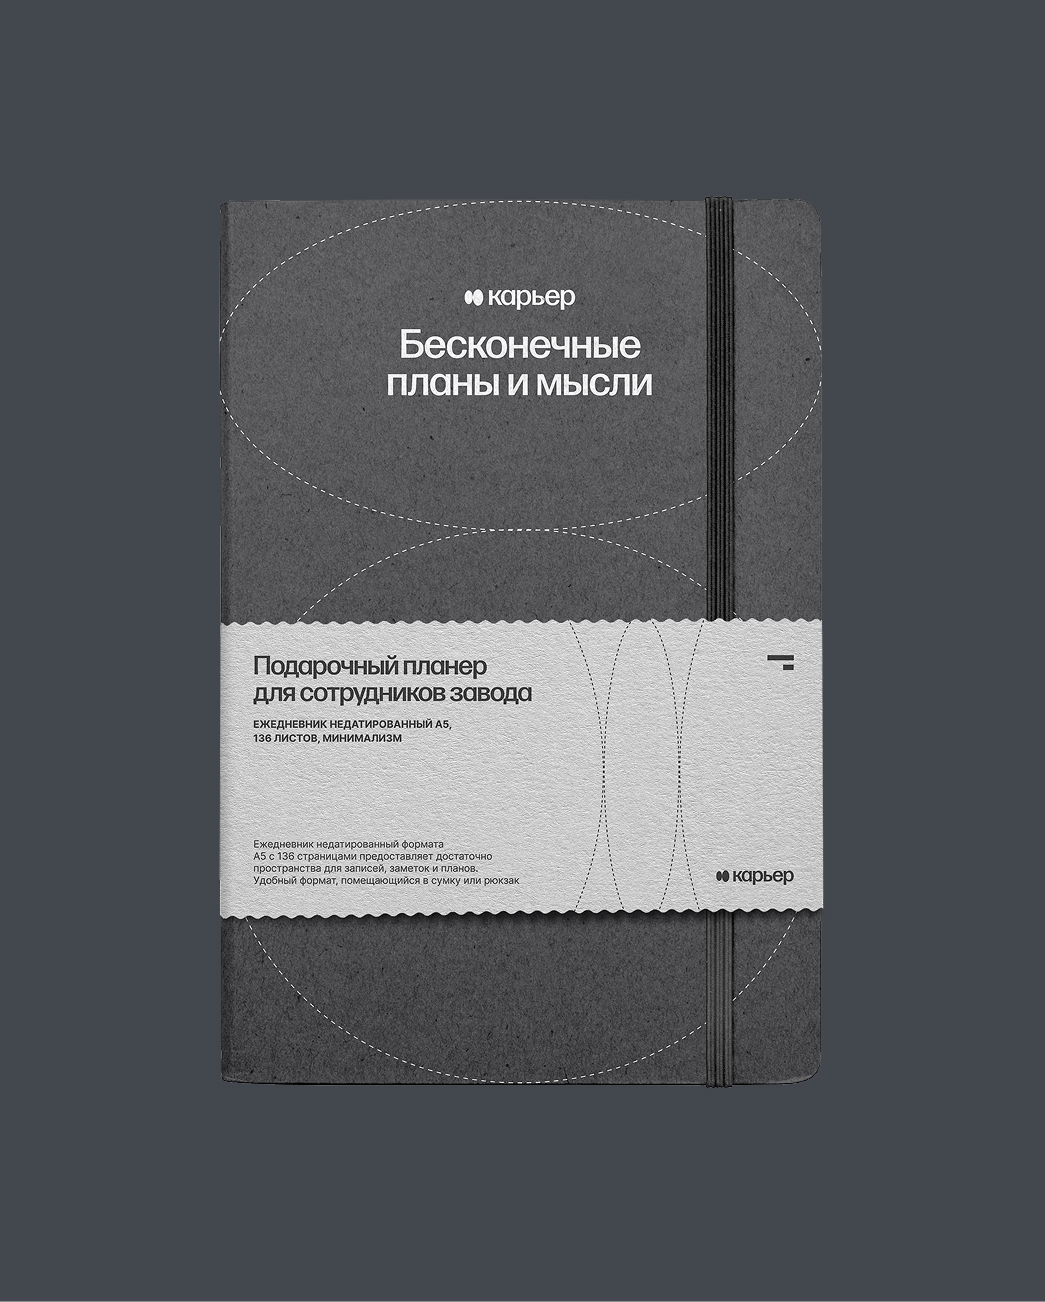 карьер
Бесконечные
планы и мысли
Подарочный планер
для сотрудников завода
ЕЖЕДНЕВНИК НЕДАТИРОВАННЫЙ А5,
136 ЛИСТОВ, МИНИМАЛИЗМ
Ежедневник недатированный формата
А5 с 136 страницами предоставляет достаточно
пространства для записей, заметок и планов.
Удобный формат, помещающийся в сумку или рюкзак
карьер